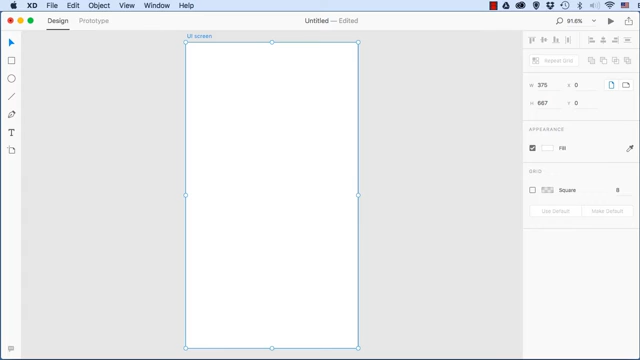 XD File Edit Object View Window Help
Design Prototype
Untitled — Edited
91.6%
UI screen
Repeat Grid
W 375 X 0
H 667 Y 0
APPEARANCE
Fill
GRID
Square 8
Use Default Make Default